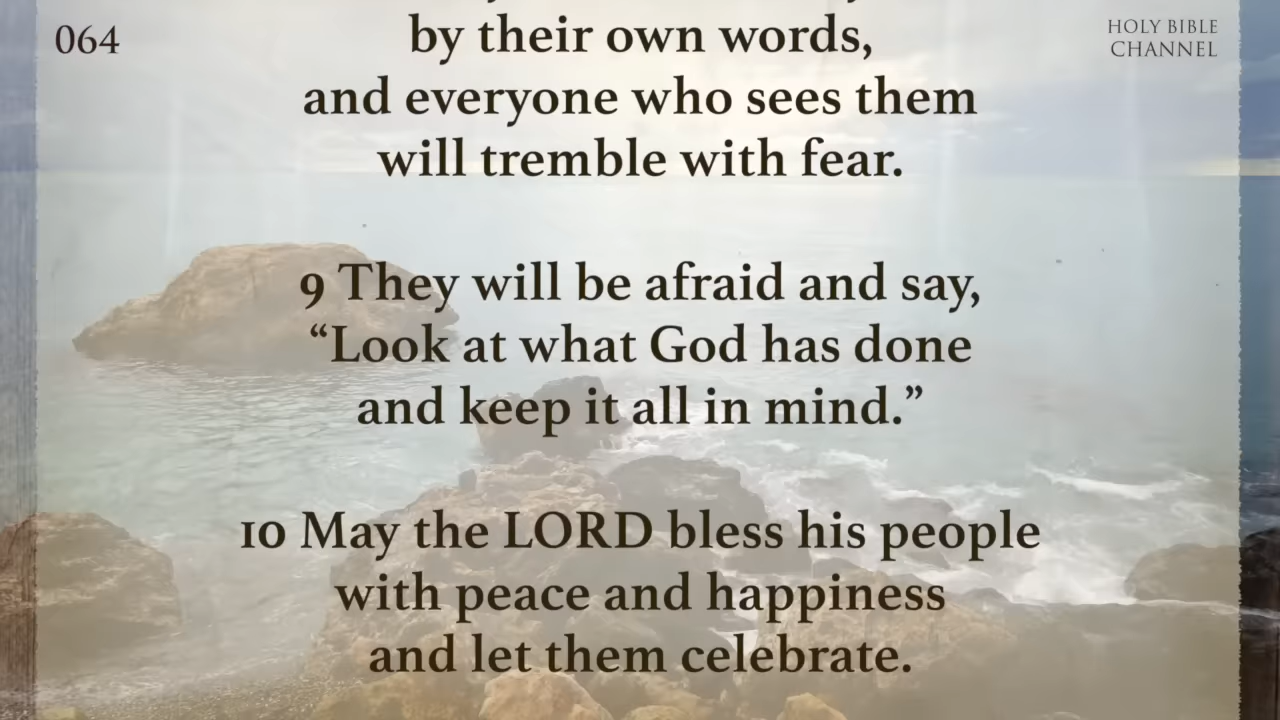 064
HOLY BIBLE
CHANNEL
by their own words,
and everyone who sees them
will tremble with fear.
9 They will be afraid and say,
“Look at what God has done
and keep it all in mind.”
10 May the LORD bless his people
with peace and happiness
and let them celebrate.